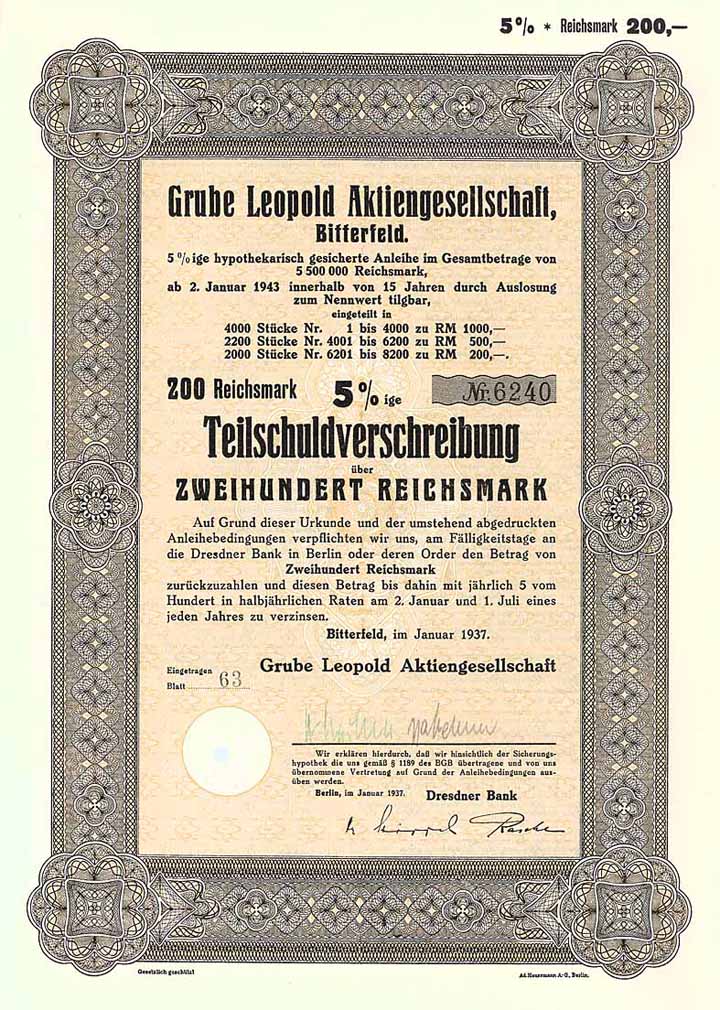 5% * Reichsmark 200,—
Grube Leopold Aktiengesellschaft,
Bitterfeld.
5%ige hypothekarisch gesicherte Anleihe im Gesamtbetrage von
5 500 000 Reichsmark,
ab 2. Januar 1943 innerhalb von 15 Jahren durch Auslosung
zum Nennwert tilgbar,
eingeteilt in
4000 Stücke Nr. 1 bis 4000 zu RM 1000,—
2200 Stücke Nr. 4001 bis 6200 zu RM 500,—
2000 Stücke Nr. 6201 bis 8200 zu RM 200,—.
200 Reichsmark 5% ige Nr. 6240
Teilschuldverschreibung
über
ZWEIHUNDERT REICHSMARK
Auf Grund dieser Urkunde und der umstehend abgedruckten
Anleihebedingungen verpflichten wir uns, am Fälligkeitstage an
die Dresdner Bank in Berlin oder deren Order den Betrag von
Zweihundert Reichsmark
zurückzuzahlen und diesen Betrag bis dahin mit jährlich 5 vom
Hundert in halbjährlichen Raten am 2. Januar und 1. Juli eines
jeden Jahres zu verzinsen.
Bitterfeld, im Januar 1937.
Grube Leopold Aktiengesellschaft
Eingetragen
Blatt 63
Wir erklären hierdurch, daß wir hinsichtlich der Sicherungs-
hypothek die uns gemäß § 1189 des BGB übertragene und von uns
übernommene Vertretung auf Grund der Anleihebedingungen aus-
üben werden.
Berlin, im Januar 1937.
Dresdner Bank
Gesetzlich geschützt
Ad. Heusemann A.-G., Berlin.